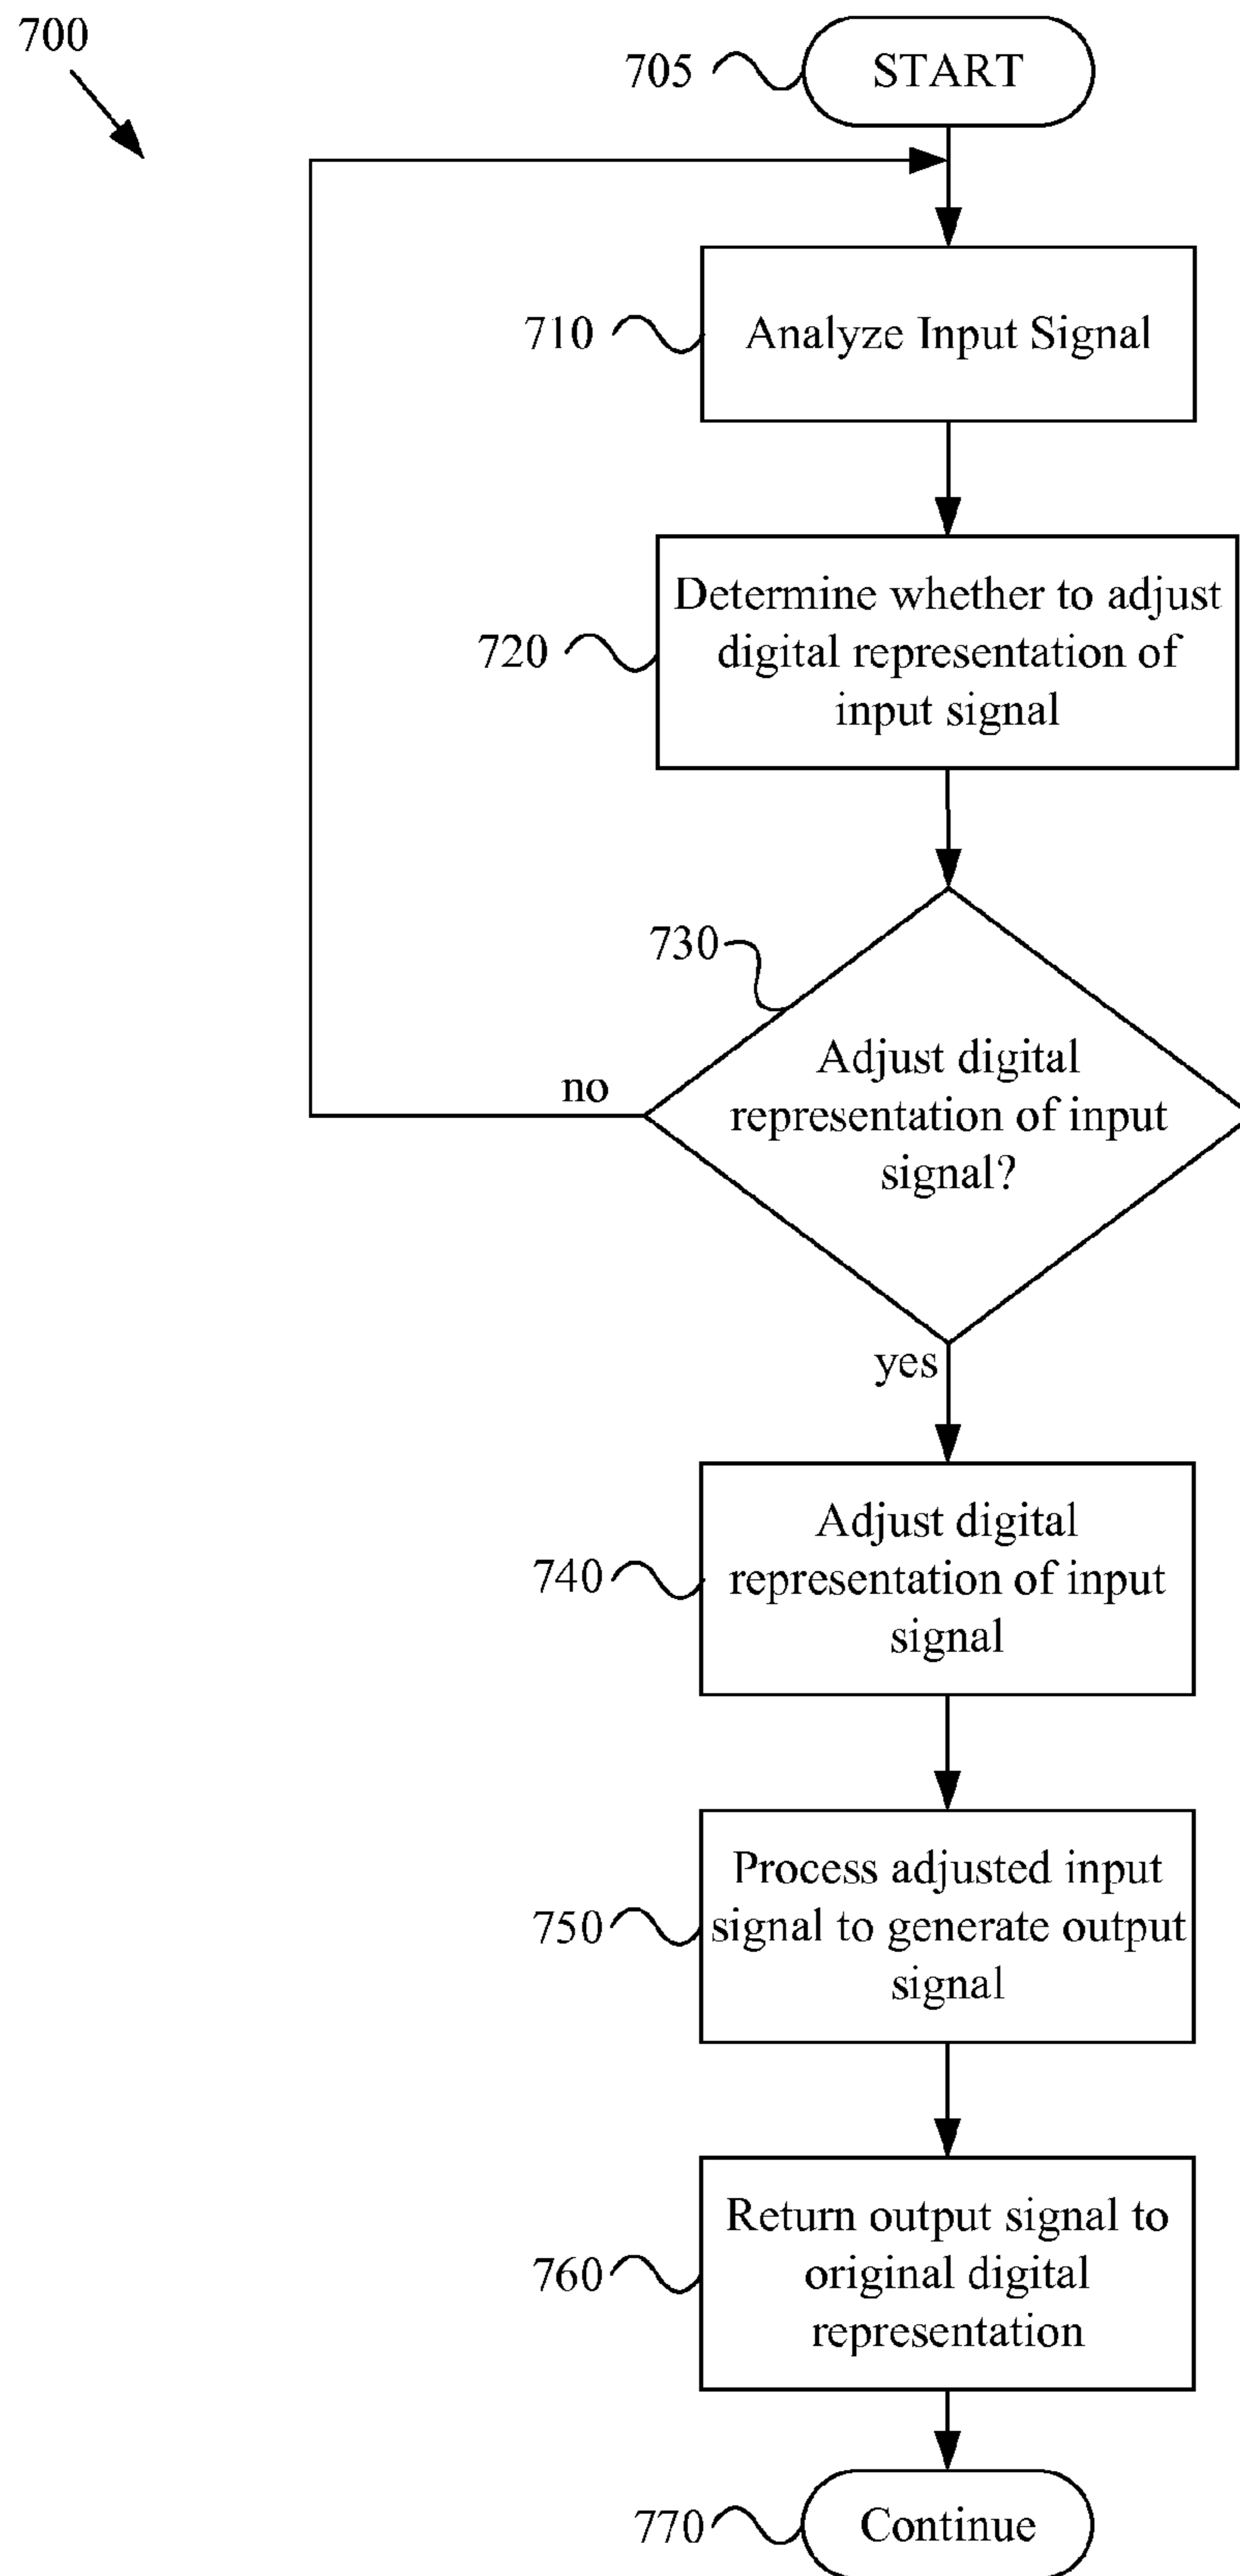 700
705
START
710
Analyze Input Signal
720
Determine whether to adjust
digital representation of
input signal
730
Adjust digital
representation of input
signal?
no
yes
740
Adjust digital
representation of input
signal
750
Process adjusted input
signal to generate output
signal
760
Return output signal to
original digital
representation
770
Continue